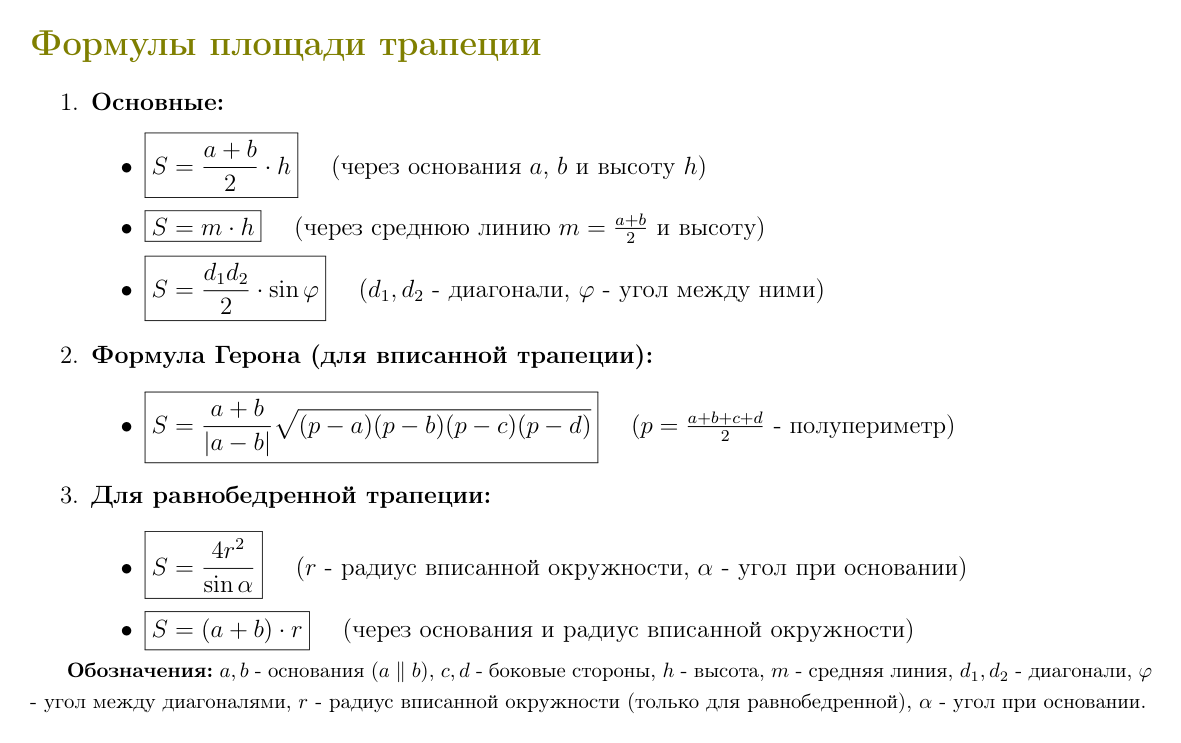 Формулы площади трапеции
1. Основные:
• $S = \dfrac{a+b}{2} \cdot h$ (через основания $a$, $b$ и высоту $h$)
• $S = m \cdot h$ (через среднюю линию $m = \frac{a+b}{2}$ и высоту)
• $S = \dfrac{d_1 d_2}{2} \cdot \sin \varphi$ ($d_1, d_2$ - диагонали, $\varphi$ - угол между ними)
2. Формула Герона (для вписанной трапеции):
• $S = \dfrac{a+b}{|a-b|} \sqrt{(p-a)(p-b)(p-c)(p-d)}$ ($p = \frac{a+b+c+d}{2}$ - полупериметр)
3. Для равнобедренной трапеции:
• $S = \dfrac{4r^2}{\sin \alpha}$ ($r$ - радиус вписанной окружности, $\alpha$ - угол при основании)
• $S = (a+b) \cdot r$ (через основания и радиус вписанной окружности)
Обозначения: $a, b$ - основания ($a \parallel b$), $c, d$ - боковые стороны, $h$ - высота, $m$ - средняя линия, $d_1, d_2$ - диагонали, $\varphi$
- угол между диагоналями, $r$ - радиус вписанной окружности (только для равнобедренной), $\alpha$ - угол при основании.